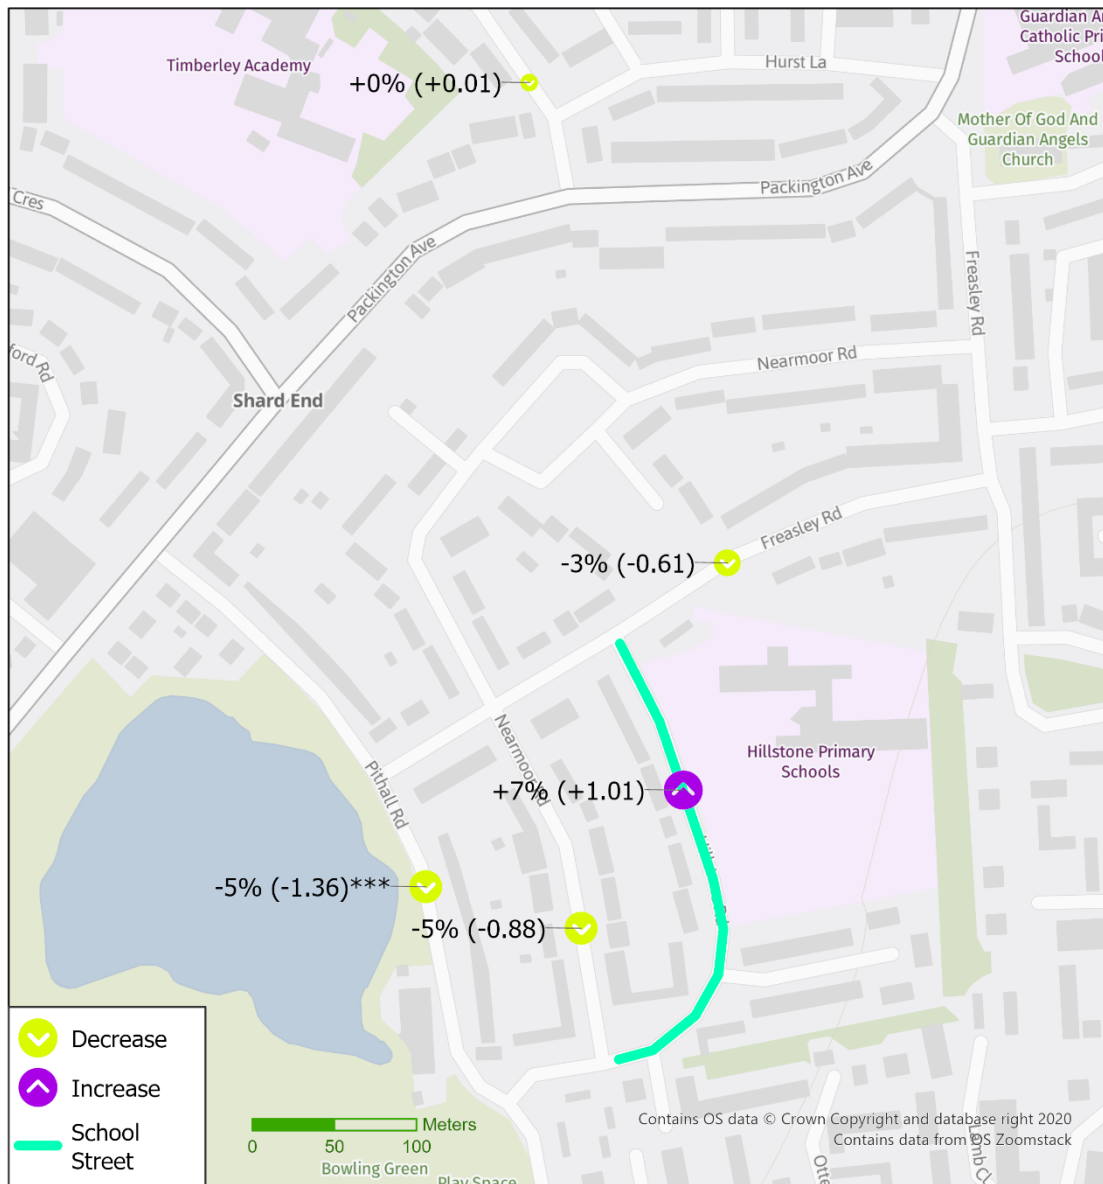 Guardian
Catholic
School
Timberley Academy
Hurst La
+0% (+0.01)
Mother Of God And
Guardian Angels
Church
Packington Ave
Cres
Packington Ave
Freasley Rd
ford Rd
Nearmoor Rd
Shard End
Freasley Rd
-3% (-0.61)
Nearmoor Rd
Hillstone Primary
Schools
Pithall Rd
+7% (+1.01)
-5% (-1.36)***
-5% (-0.88)
Decrease
Increase
School
Street
Meters
0 50 100
Bowling Green
Play Space
Contains OS data © Crown Copyright and database right 2020
Contains data from OS Zoomstack